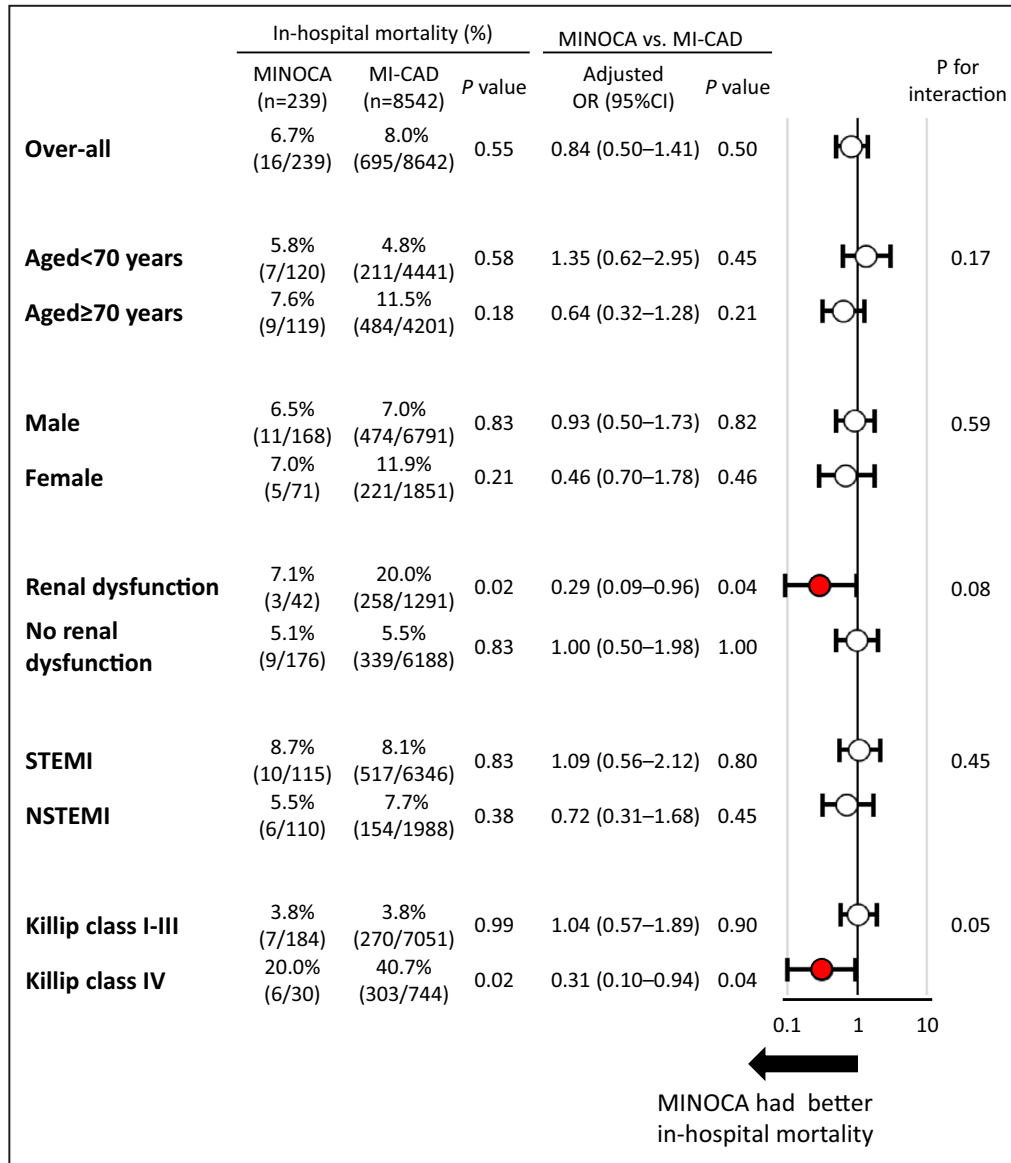 In-hospital mortality (%) MINOCA vs. MI-CAD
MINOCA (n=239) MI-CAD (n=8542) P value Adjusted OR (95%CI) P value P for interaction
Over-all 6.7% (16/239) 8.0% (695/8642) 0.55 0.84 (0.50–1.41) 0.50
Aged<70 years 5.8% (7/120) 4.8% (211/4441) 0.58 1.35 (0.62–2.95) 0.45 0.17
Aged≥70 years 7.6% (9/119) 11.5% (484/4201) 0.18 0.64 (0.32–1.28) 0.21
Male 6.5% (11/168) 7.0% (474/6791) 0.83 0.93 (0.50–1.73) 0.82 0.59
Female 7.0% (5/71) 11.9% (221/1851) 0.21 0.46 (0.70–1.78) 0.46
Renal dysfunction 7.1% (3/42) 20.0% (258/1291) 0.02 0.29 (0.09–0.96) 0.04 0.08
No renal dysfunction 5.1% (9/176) 5.5% (339/6188) 0.83 1.00 (0.50–1.98) 1.00
STEMI 8.7% (10/115) 8.1% (517/6346) 0.83 1.09 (0.56–2.12) 0.80 0.45
NSTEMI 5.5% (6/110) 7.7% (154/1988) 0.38 0.72 (0.31–1.68) 0.45
Killip class I-III 3.8% (7/184) 3.8% (270/7051) 0.99 1.04 (0.57–1.89) 0.90 0.05
Killip class IV 20.0% (6/30) 40.7% (303/744) 0.02 0.31 (0.10–0.94) 0.04
0.1 1 10
MINOCA had better
in-hospital mortality